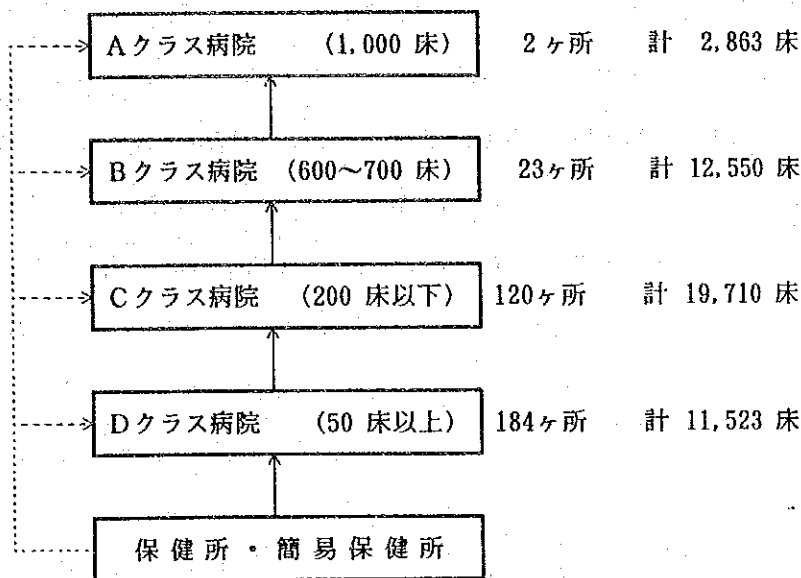 Aクラス病院 (1,000 床) 2ヶ所 計 2,863 床
Bクラス病院 (600～700 床) 23ヶ所 計 12,550 床
Cクラス病院 (200 床以下) 120ヶ所 計 19,710 床
Dクラス病院 (50 床以上) 184ヶ所 計 11,523 床
保健所・簡易保健所